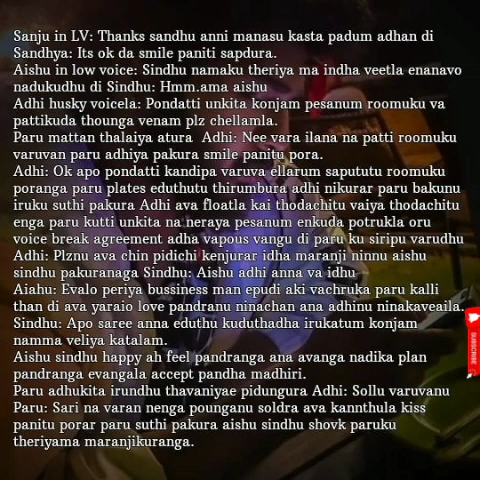 Sanju in LV: Thanks sandhu anni manasu kasta padum adhan di
Sandhya: Its ok da smile paniti sapdura.
Aishu in low voice: Sindhu namaku theriya ma indha veetla enanavo
nadukudhu di Sindhu: Hmm.ama aishu
Adhi husky voicela: Pondatti unkita konjam pesanum roomuku va
pattikuda thounga venam plz chellamla.
Paru mattan thalaiya atura  Adhi: Nee vara ilana na patti roomuku
varuvan paru adhiya pakura smile panitu pora.
Adhi: Ok apo pondatti kandipa varuva ellarum sapututu roomuku
poranga paru plates eduthutu thirumbura adhi nikurar paru bakunu
iruku suthi pakura Adhi ava floatla kai thodachitu vaiya thodachitu
enga paru kutti unkita na neraya pesanum enkuda potrukla oru
voice break agreement adha vapous vangu di paru ku siripu varudhu
Adhi: Plznu ava chin pidichi kenjurar idha maranji ninnu aishu
sindhu pakuranaga Sindhu: Aishu adhi anna va idhu
Aiahu: Evalo periya bussiness man epudi aki vachruka paru kalli
than di ava yaraio love pandranu ninachan ana adhinu ninakaveaila.
Sindhu: Apo saree anna eduthu kuduthadha irukatum konjam
namma veliya katalam.
Aishu sindhu happy ah feel pandranga ana avanga nadika plan
pandranga evangala accept pandha madhiri.
Paru adhukita irundhu thavaniyae pidungura Adhi: Sollu varuvanu
Paru: Sari na varan nenga pounganu soldra ava kannthula kiss
panitu porar paru suthi pakura aishu sindhu shovk paruku
theriyama maranjikuranga.
SUBSCRIBE